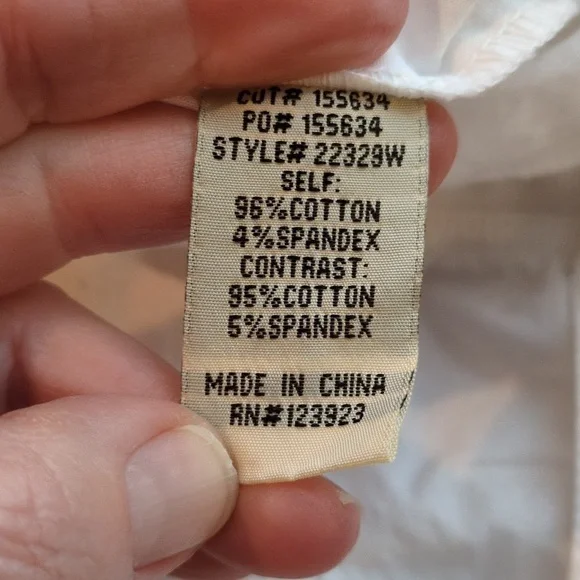 CUT# 155634
PO# 155634
STYLE# 22329W
SELF:
96%COTTON
4%SPANDEX
CONTRAST:
95%COTTON
5%SPANDEX
MADE IN CHINA
RN#123923